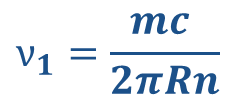 ν₁ = mc / 2πRn